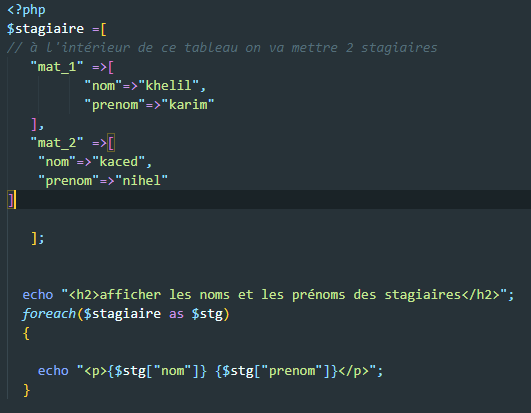 <?php
$stagiaire =[
// à l'intérieur de ce tableau on va mettre 2 stagiaires
"mat_1" =>[
"nom"=>"khelil",
"prenom"=>"karim"
],
"mat_2" =>[
"nom"=>"kaced",
"prenom"=>"nihel"
]
];
echo "<h2>afficher les noms et les prénoms des stagiaires</h2>";
foreach($stagiaire as $stg)
{
echo "<p>{$stg["nom"]} {$stg["prenom"]}</p>";
}